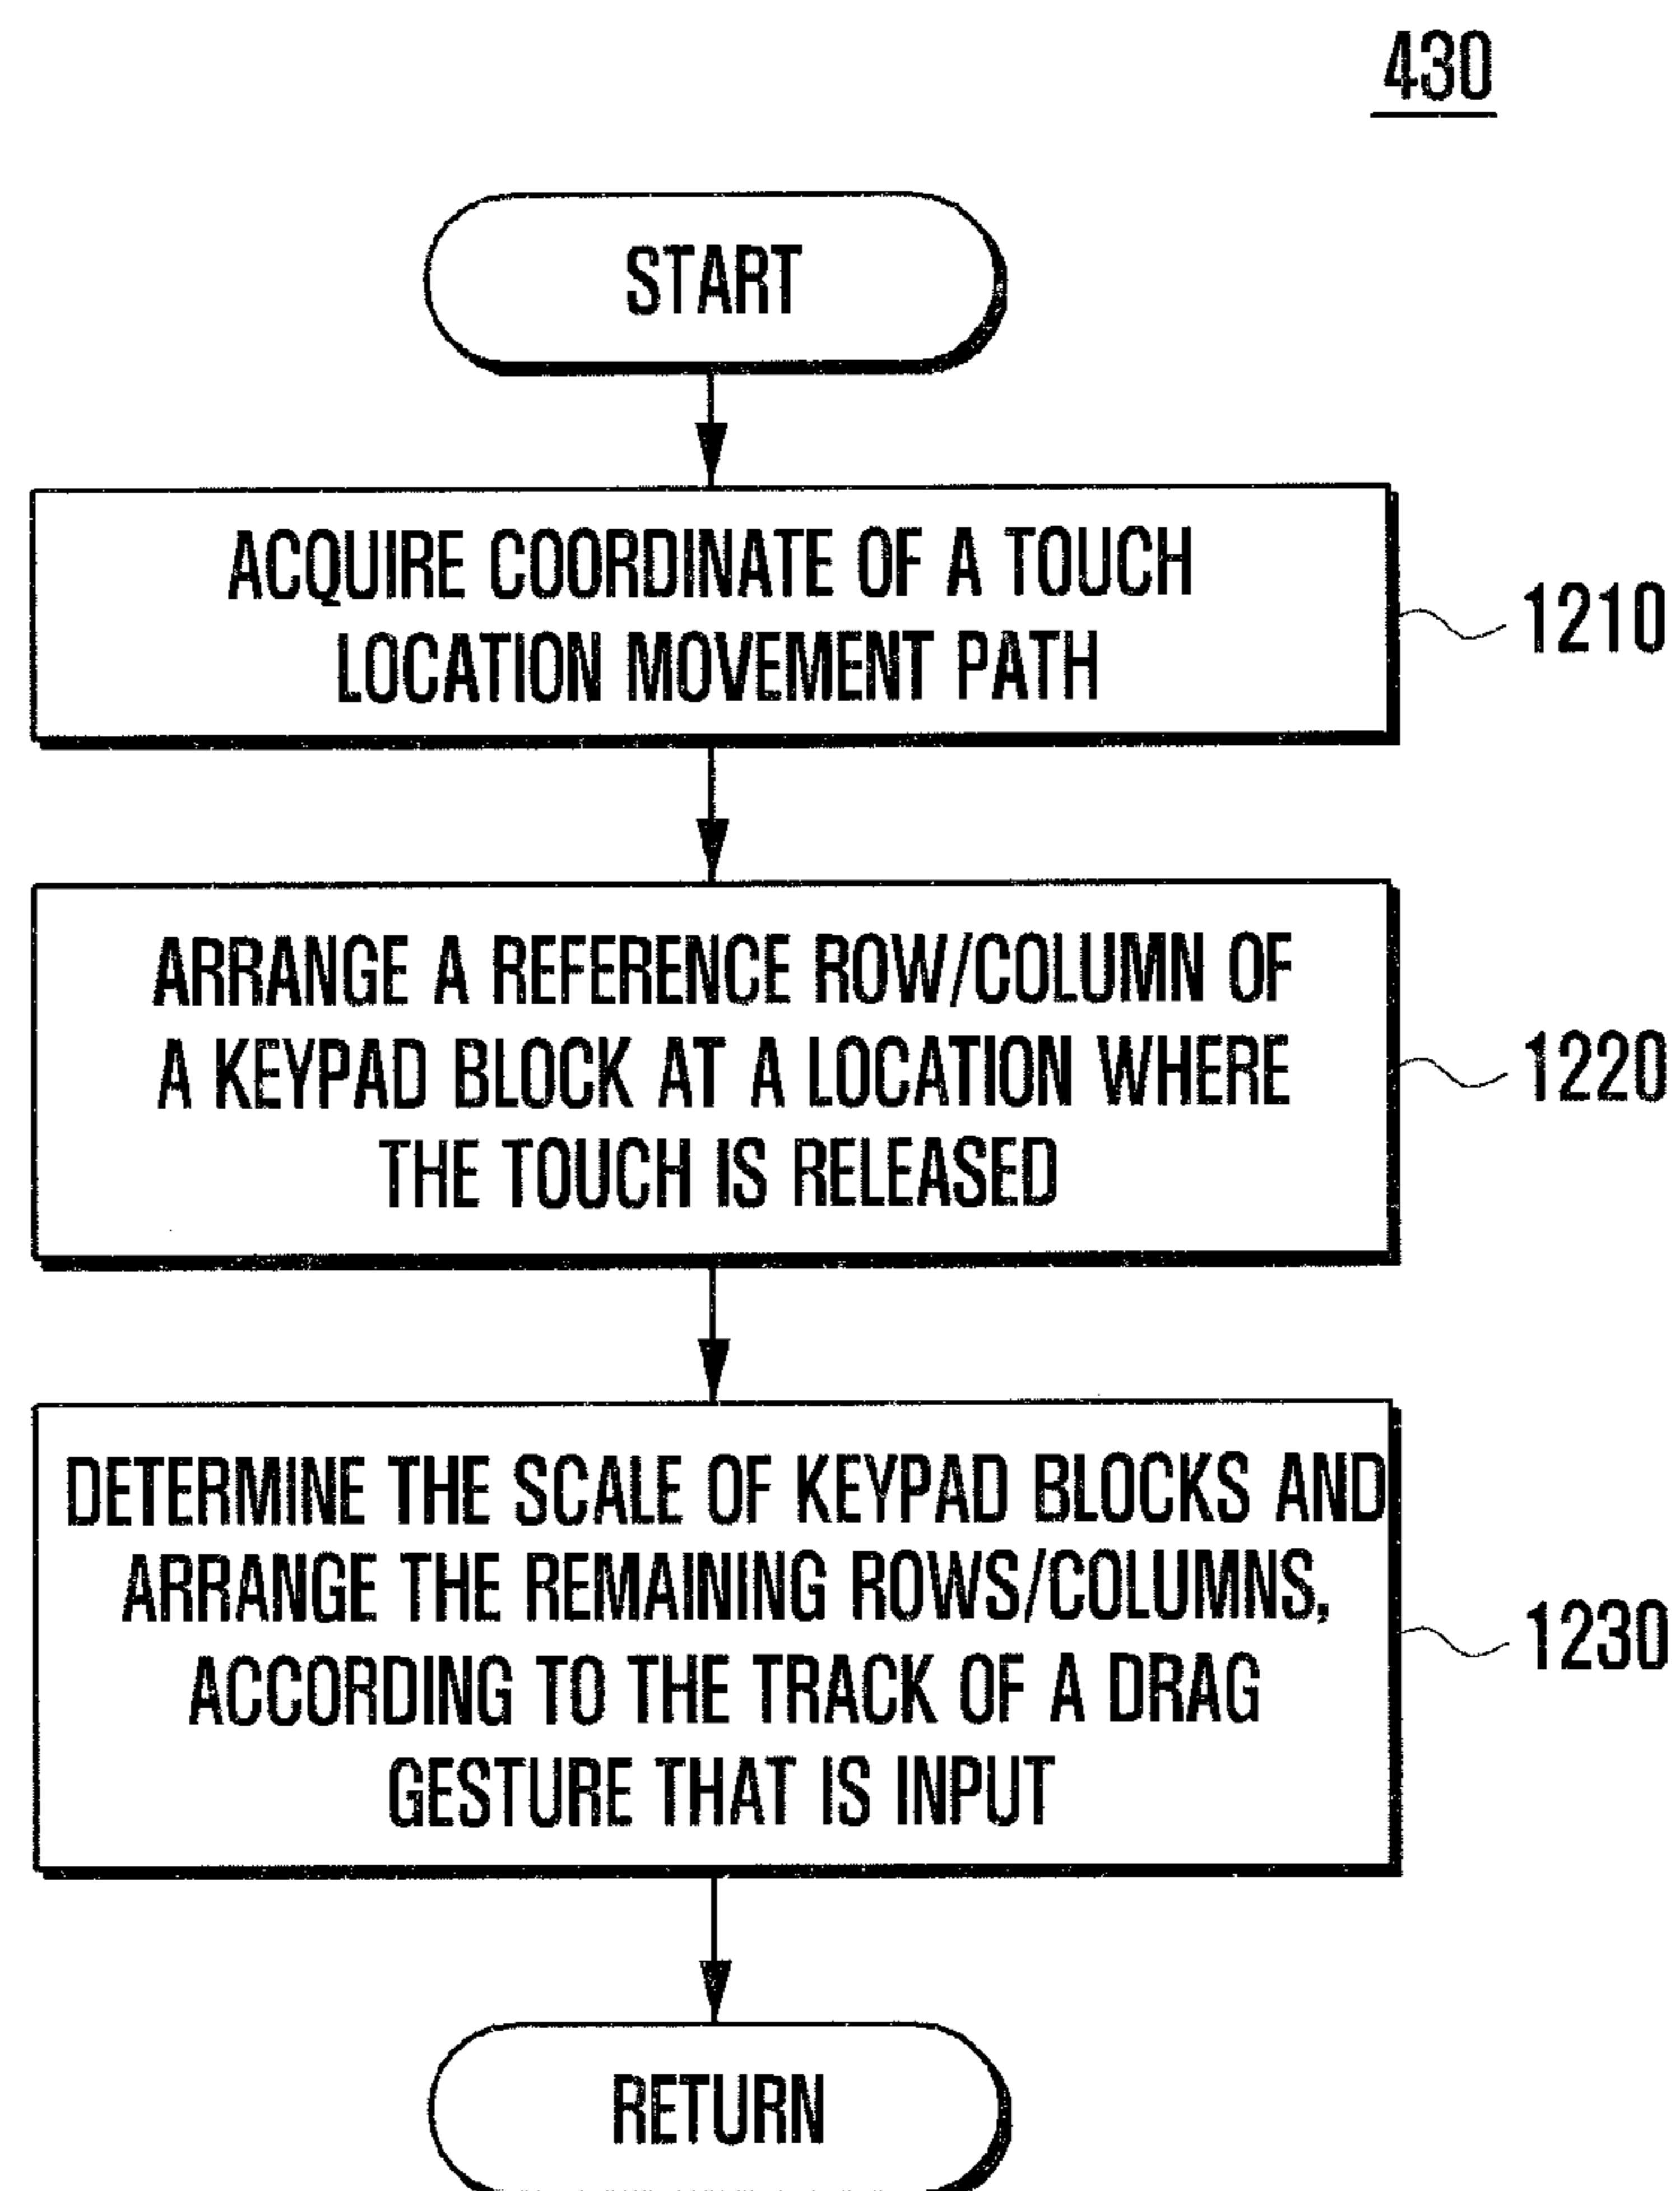 430
START
ACQUIRE COORDINATE OF A TOUCH
LOCATION MOVEMENT PATH
1210
ARRANGE A REFERENCE ROW/COLUMN OF
A KEYPAD BLOCK AT A LOCATION WHERE
THE TOUCH IS RELEASED
1220
DETERMINE THE SCALE OF KEYPAD BLOCKS AND
ARRANGE THE REMAINING ROWS/COLUMNS,
ACCORDING TO THE TRACK OF A DRAG
GESTURE THAT IS INPUT
1230
RETURN